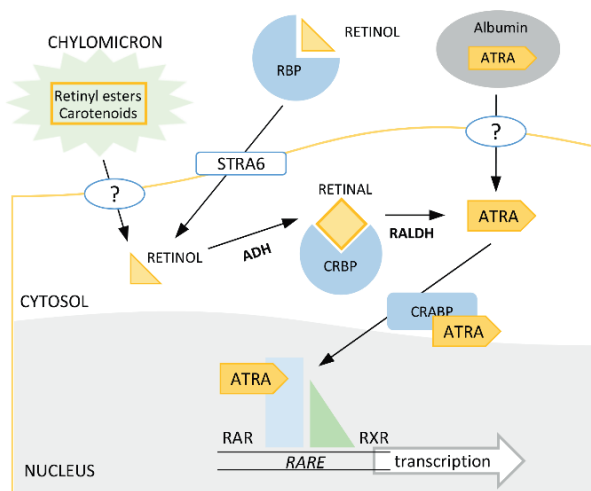 CHYLOMICRON
Retinyl esters
Carotenoids
RETINOL
RBP
Albumin
ATRA
?
STRA6
?
RETINOL
ADH
RETINAL
CRBP
RALDH
ATRA
CYTOSOL
CRABP
ATRA
ATRA
RAR
RXR
RARE
transcription
NUCLEUS